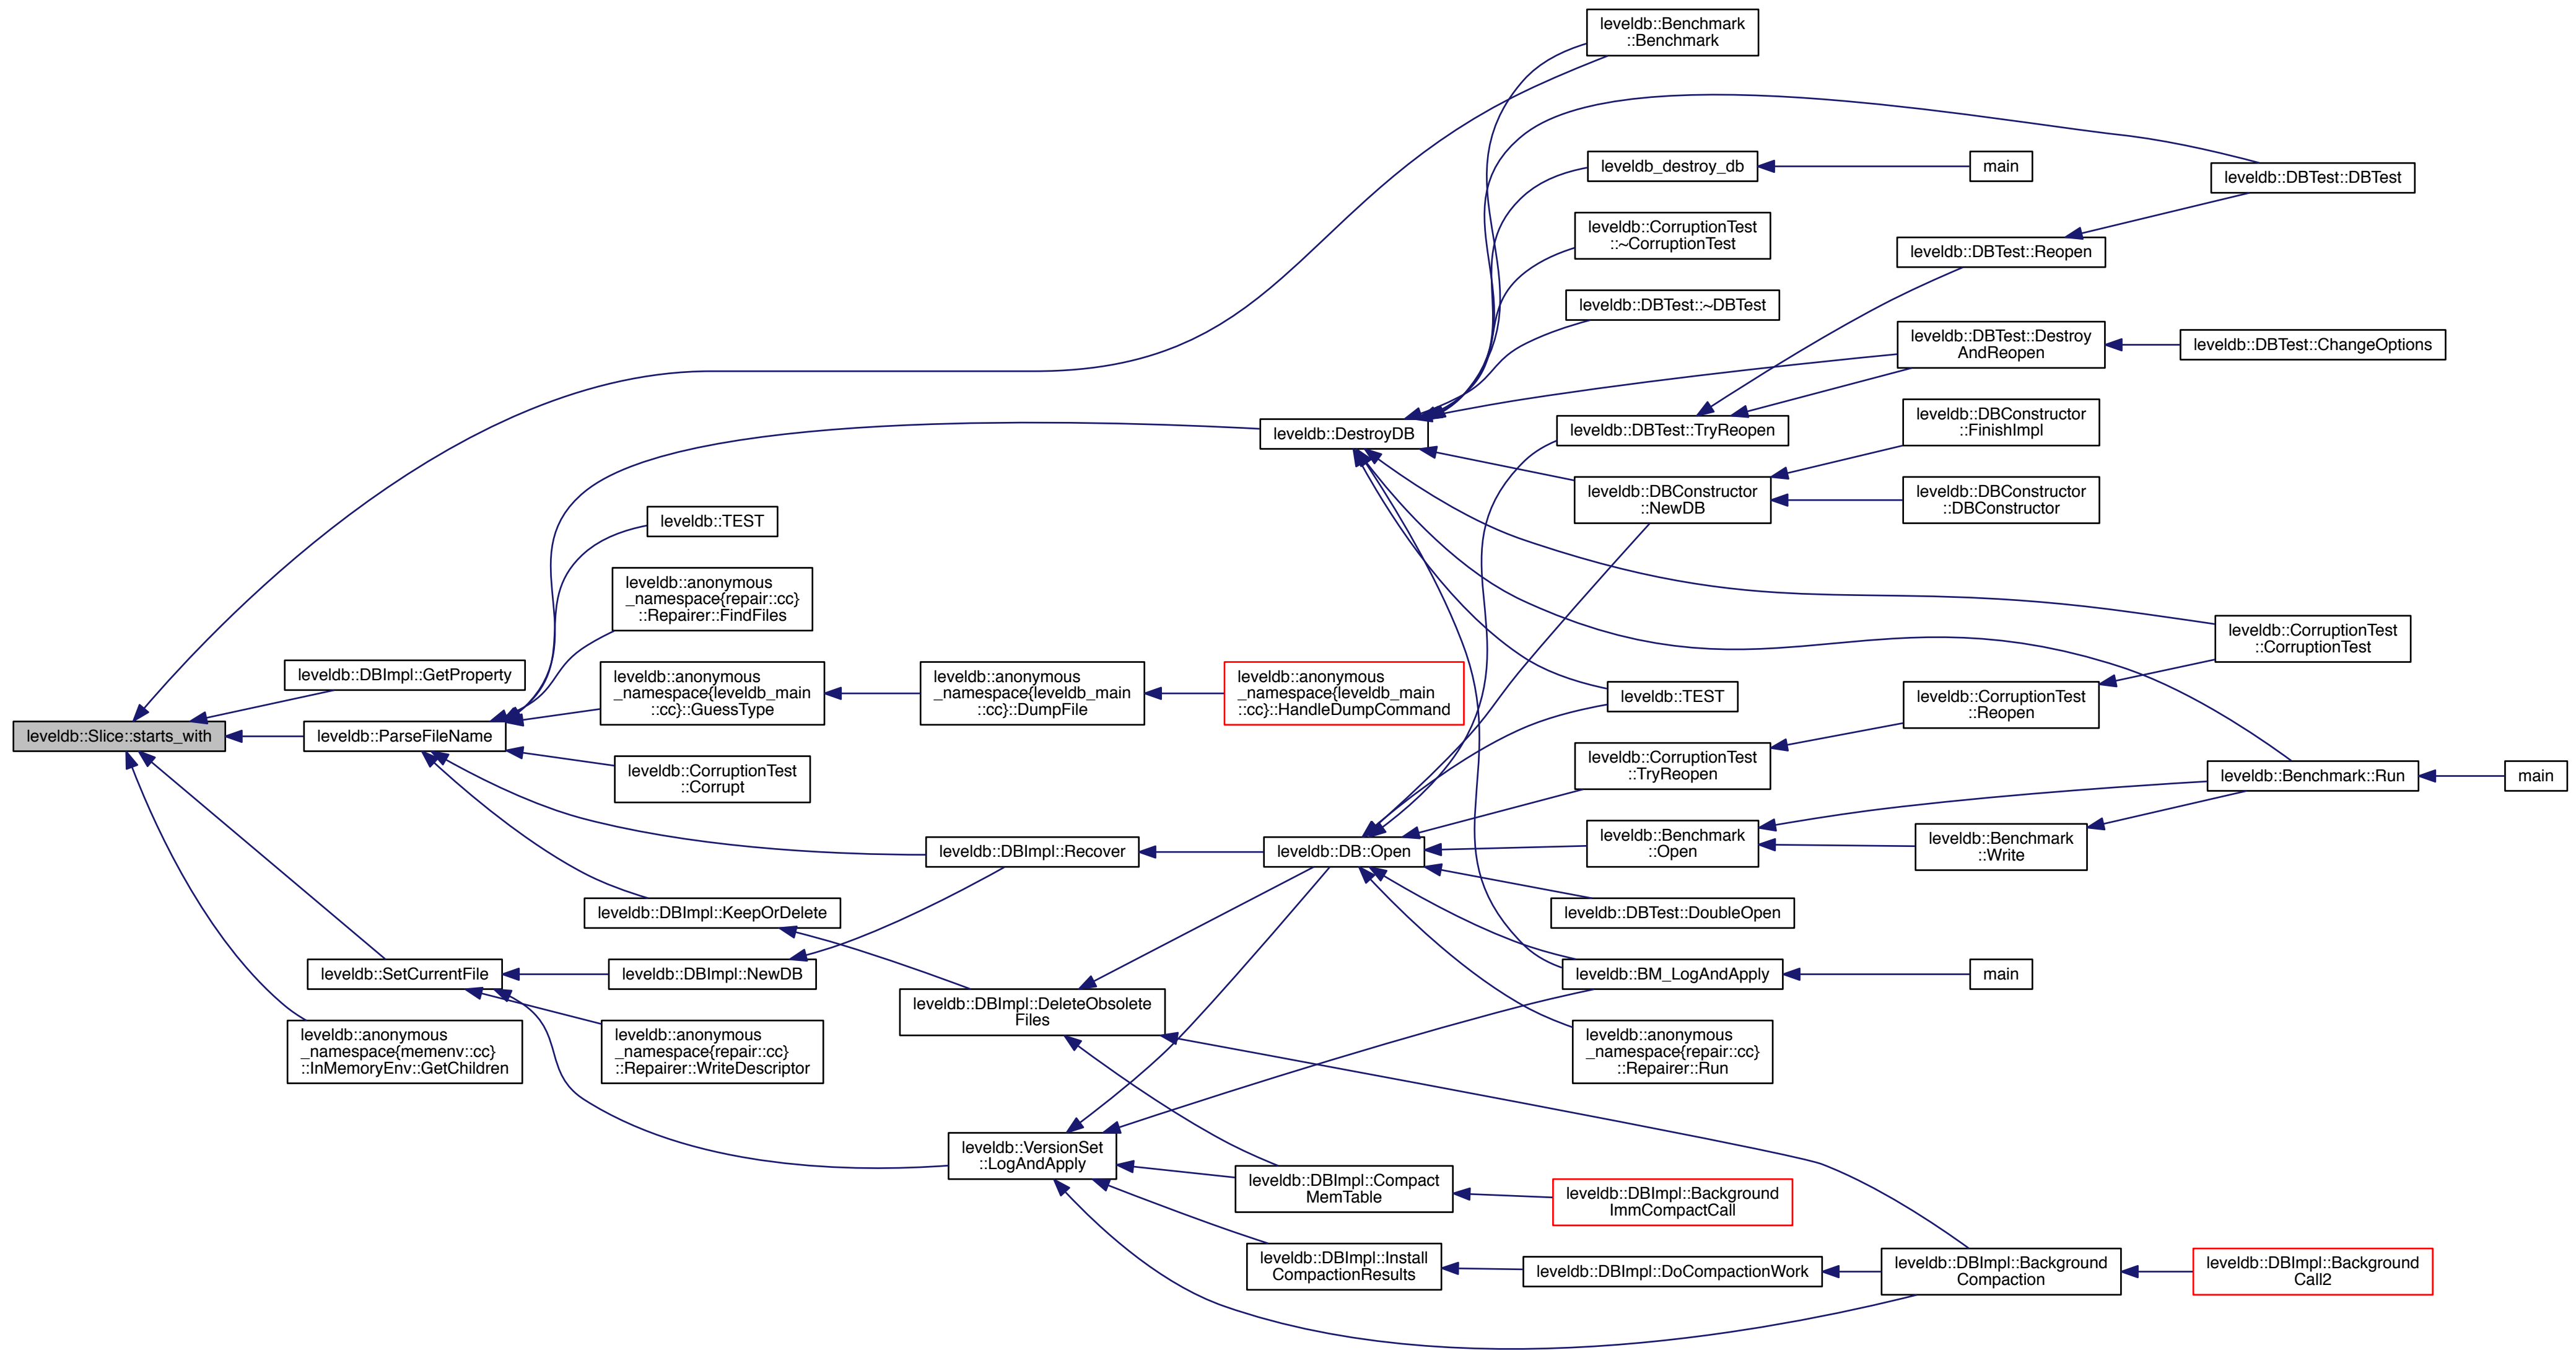 leveldb::Benchmark
::Benchmark
leveldb_destroy_db
main
leveldb::DBTest::DBTest
leveldb::CorruptionTest
::~CorruptionTest
leveldb::DBTest::Reopen
leveldb::DBTest::~DBTest
leveldb::DBTest::Destroy
AndReopen
leveldb::DBTest::ChangeOptions
leveldb::DestroyDB
leveldb::DBTest::TryReopen
leveldb::DBConstructor
::FinishImpl
leveldb::DBConstructor
::NewDB
leveldb::DBConstructor
::DBConstructor
leveldb::TEST
leveldb::anonymous
_namespace{repair::cc}
::Repairer::FindFiles
leveldb::CorruptionTest
::CorruptionTest
leveldb::DBImpl::GetProperty
leveldb::anonymous
_namespace{leveldb_main
::cc}::GuessType
leveldb::anonymous
_namespace{leveldb_main
::cc}::DumpFile
leveldb::anonymous
_namespace{leveldb_main
::cc}::HandleDumpCommand
leveldb::TEST
leveldb::CorruptionTest
::Reopen
leveldb::Slice::starts_with
leveldb::ParseFileName
leveldb::CorruptionTest
::Corrupt
leveldb::CorruptionTest
::TryReopen
leveldb::Benchmark::Run
main
leveldb::DBImpl::Recover
leveldb::DB::Open
leveldb::Benchmark
::Open
leveldb::Benchmark
::Write
leveldb::DBImpl::KeepOrDelete
leveldb::DBTest::DoubleOpen
leveldb::SetCurrentFile
leveldb::DBImpl::NewDB
leveldb::BM_LogAndApply
main
leveldb::DBImpl::DeleteObsolete
Files
leveldb::anonymous
_namespace{memenv::cc}
::InMemoryEnv::GetChildren
leveldb::anonymous
_namespace{repair::cc}
::Repairer::WriteDescriptor
leveldb::anonymous
_namespace{repair::cc}
::Repairer::Run
leveldb::VersionSet
::LogAndApply
leveldb::DBImpl::Compact
MemTable
leveldb::DBImpl::Background
ImmCompactCall
leveldb::DBImpl::Install
CompactionResults
leveldb::DBImpl::DoCompactionWork
leveldb::DBImpl::Background
Compaction
leveldb::DBImpl::Background
Call2